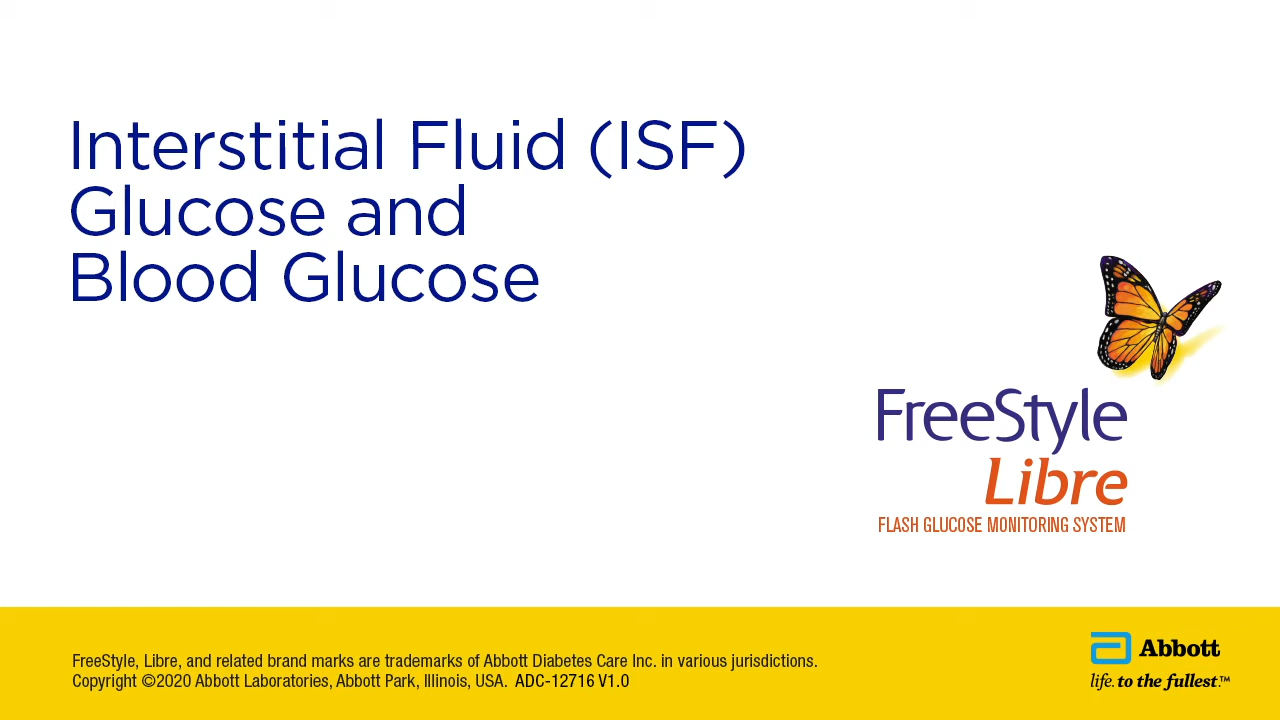 Interstitial Fluid (ISF)
Glucose and
Blood Glucose
FreeStyle
Libre
FLASH GLUCOSE MONITORING SYSTEM
FreeStyle, Libre, and related brand marks are trademarks of Abbott Diabetes Care Inc. in various jurisdictions.
Copyright ©2020 Abbott Laboratories, Abbott Park, Illinois, USA. ADC-12716 V1.0
Abbott
life. to the fullest.™